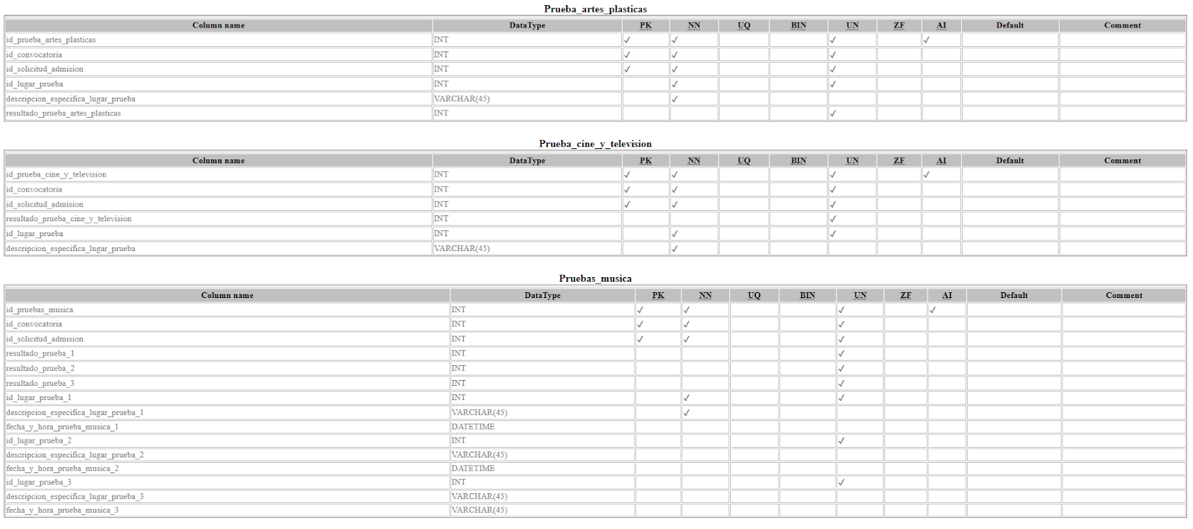 Prueba_artes_plasticas
Column name DataType PK NN UQ BIN UN ZF AI Default Comment
id_prueba_artes_plasticas INT ✓ ✓ ✓ ✓
id_convocatoria INT ✓ ✓ ✓
id_solicitud_admision INT ✓ ✓ ✓
id_lugar_prueba INT ✓ ✓
descripcion_especifica_lugar_prueba VARCHAR(45) ✓
resultado_prueba_artes_plasticas INT ✓
Prueba_cine_y_television
Column name DataType PK NN UQ BIN UN ZF AI Default Comment
id_prueba_cine_y_television INT ✓ ✓ ✓ ✓
id_convocatoria INT ✓ ✓ ✓
id_solicitud_admision INT ✓ ✓ ✓
resultado_prueba_cine_y_television INT ✓
id_lugar_prueba INT ✓ ✓
descripcion_especifica_lugar_prueba VARCHAR(45) ✓
Pruebas_musica
Column name DataType PK NN UQ BIN UN ZF AI Default Comment
id_pruebas_musica INT ✓ ✓ ✓ ✓
id_convocatoria INT ✓ ✓ ✓
id_solicitud_admision INT ✓ ✓ ✓
resultado_prueba_1 INT ✓
resultado_prueba_2 INT ✓
resultado_prueba_3 INT ✓
id_lugar_prueba_1 INT ✓ ✓
descripcion_especifica_lugar_prueba_1 VARCHAR(45) ✓
fecha_y_hora_prueba_musica_1 DATETIME
id_lugar_prueba_2 INT ✓
descripcion_especifica_lugar_prueba_2 VARCHAR(45)
fecha_y_hora_prueba_musica_2 DATETIME
id_lugar_prueba_3 INT ✓
descripcion_especifica_lugar_prueba_3 VARCHAR(45)
fecha_y_hora_prueba_musica_3 VARCHAR(45)